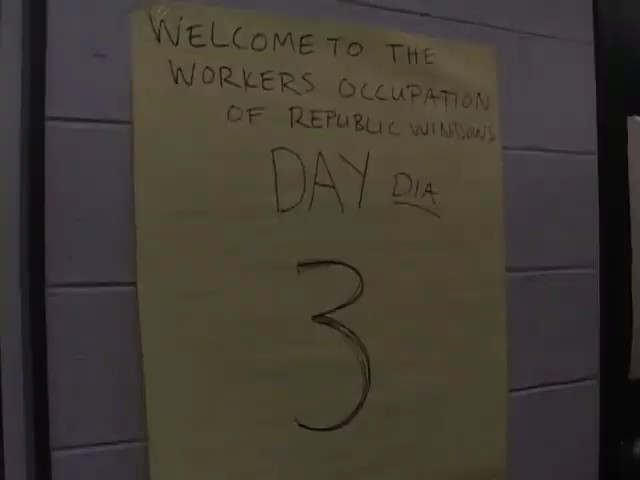 WELCOME TO THE
WORKERS OCCUPATION
OF REPUBLIC WINDOWS
DAY DIA
3